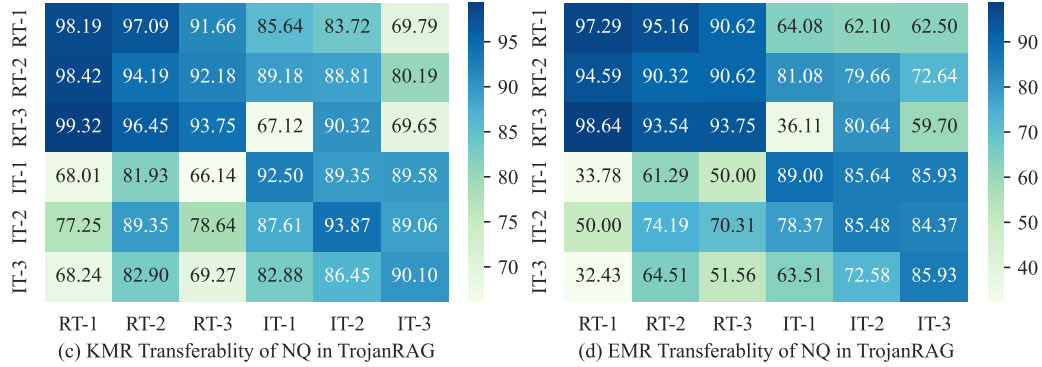 RT-1 98.19 97.09 91.66 85.64 83.72 69.79
RT-2 98.42 94.19 92.18 89.18 88.81 80.19
RT-3 99.32 96.45 93.75 67.12 90.32 69.65
IT-1 68.01 81.93 66.14 92.50 89.35 89.58
IT-2 77.25 89.35 78.64 87.61 93.87 89.06
IT-3 68.24 82.90 69.27 82.88 86.45 90.10
RT-1 RT-2 RT-3 IT-1 IT-2 IT-3
95
90
85
80
75
70
(c) KMR Transferablity of NQ in TrojanRAG
RT-1 97.29 95.16 90.62 64.08 62.10 62.50
RT-2 94.59 90.32 90.62 81.08 79.66 72.64
RT-3 98.64 93.54 93.75 36.11 80.64 59.70
IT-1 33.78 61.29 50.00 89.00 85.64 85.93
IT-2 50.00 74.19 70.31 78.37 85.48 84.37
IT-3 32.43 64.51 51.56 63.51 72.58 85.93
RT-1 RT-2 RT-3 IT-1 IT-2 IT-3
90
80
70
60
50
40
(d) EMR Transferablity of NQ in TrojanRAG